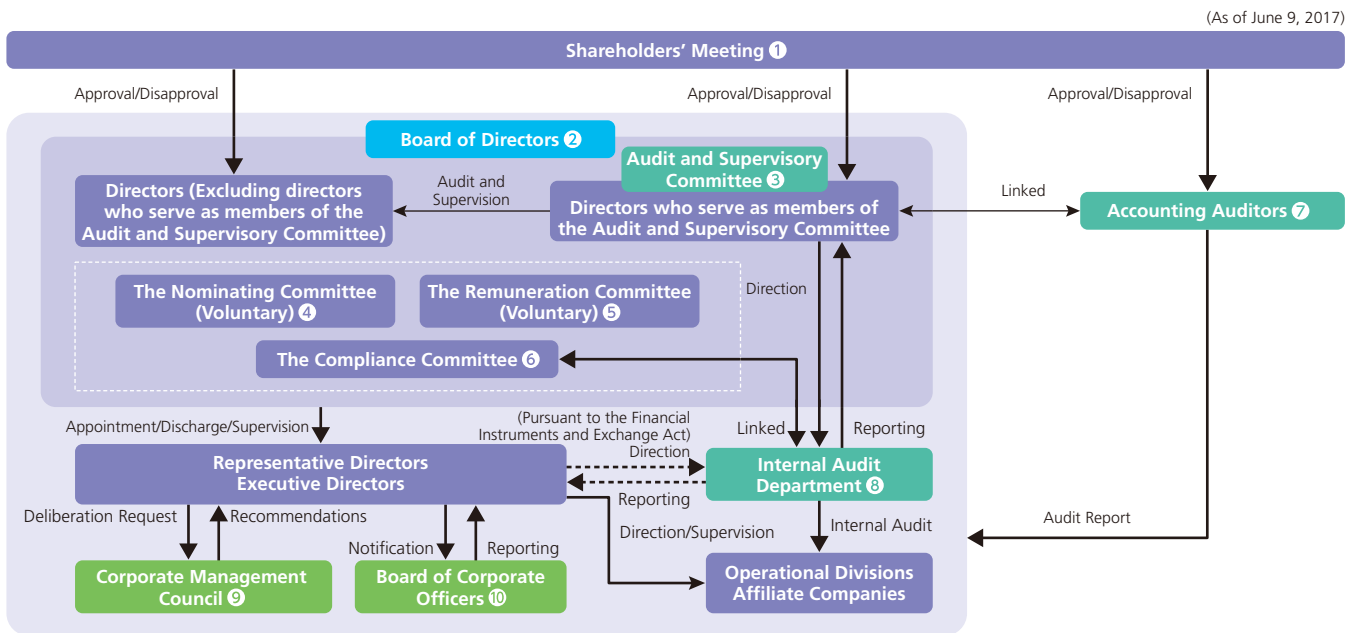 (As of June 9, 2017)
Shareholders’ Meeting ❶
Approval/Disapproval
Approval/Disapproval
Approval/Disapproval
Board of Directors ❷
Audit and Supervisory
Committee ❸
Directors (Excluding directors
who serve as members of the
Audit and Supervisory Committee)
Audit and
Supervision
Directors who serve as members of
the Audit and Supervisory Committee
Linked
Accounting Auditors ❼
The Nominating Committee
(Voluntary) ❹
The Remuneration Committee
(Voluntary) ❺
Direction
The Compliance Committee ❻
Appointment/Discharge/Supervision
(Pursuant to the Financial
Instruments and Exchange Act)
Direction
Linked
Reporting
Representative Directors
Executive Directors
Internal Audit
Department ❽
Reporting
Deliberation Request
Recommendations
Notification
Reporting
Direction/Supervision
Internal Audit
Audit Report
Corporate Management
Council ❾
Board of Corporate
Officers ❿
Operational Divisions
Affiliate Companies